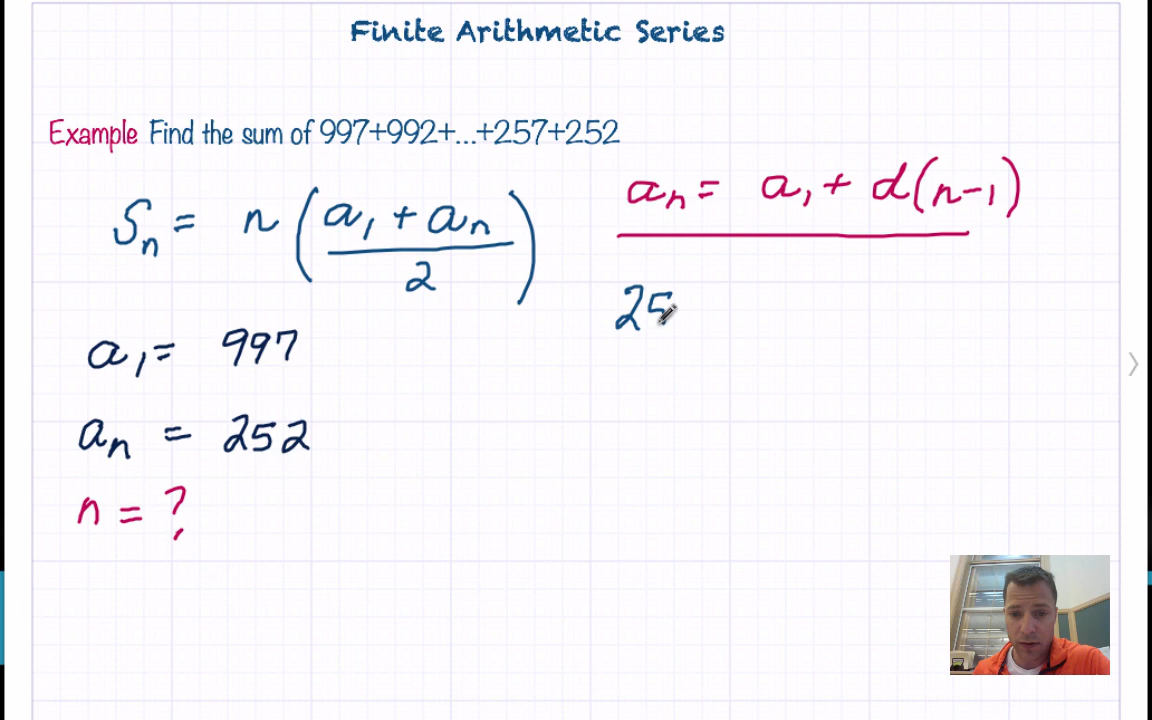 Finite Arithmetic Series
Example Find the sum of 997+992+...+257+252
Sₙ = n ( a₁ + aₙ / 2 )
aₙ = a₁ + d(n-1)
25
a₁ = 997
aₙ = 252
n = ?